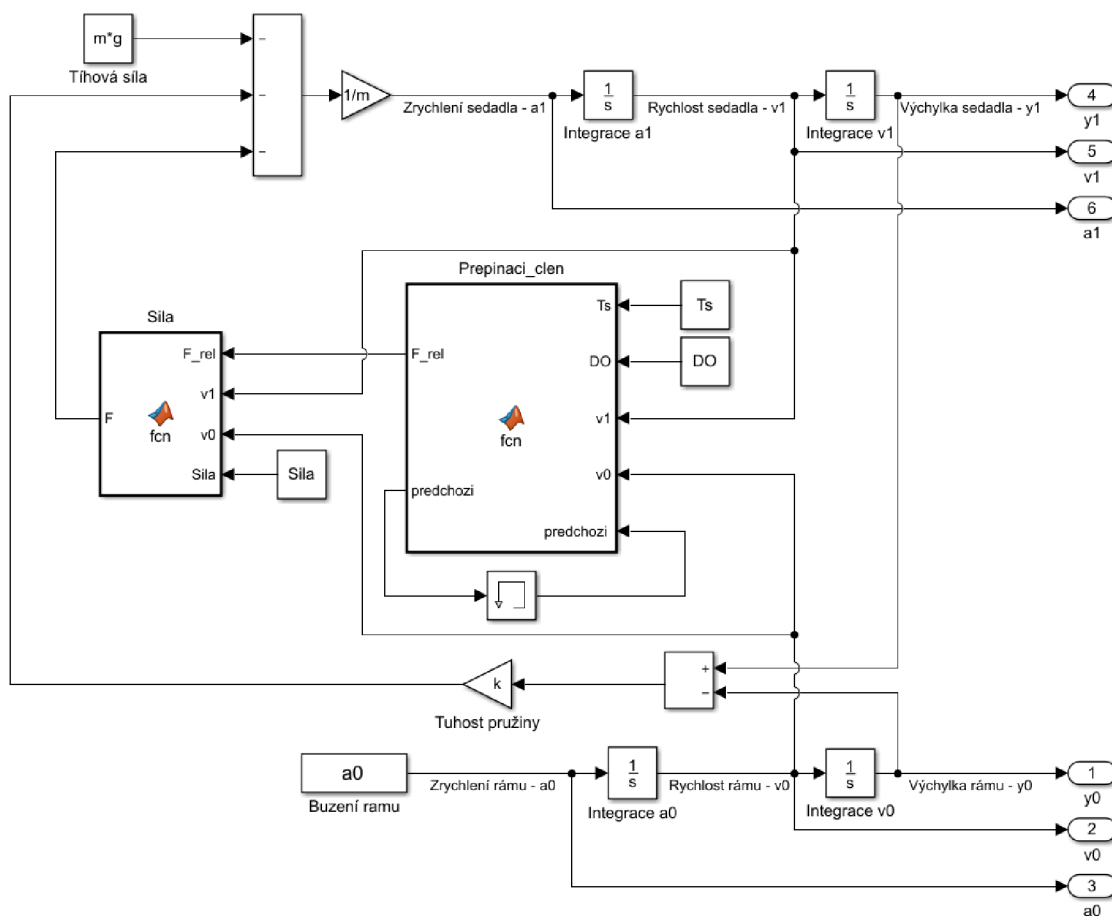 m*g
Tíhová síla
−
−
−
1/m
Zrychlení sedadla - a1
1
s
Integrace a1
Rychlost sedadla - v1
1
s
Integrace v1
Výchylka sedadla - y1
4
y1
5
v1
6
a1
Prepinaci_clen
Ts
Ts
DO
DO
F_rel
v1
fcn
v0
predchozi
predchozi
Sila
F_rel
v1
F
fcn
v0
Sila
Sila
+
−
k
Tuhost pružiny
a0
Buzení ramu
Zrychlení rámu - a0
1
s
Integrace a0
Rychlost rámu - v0
1
s
Integrace v0
Výchylka rámu - y0
1
y0
2
v0
3
a0